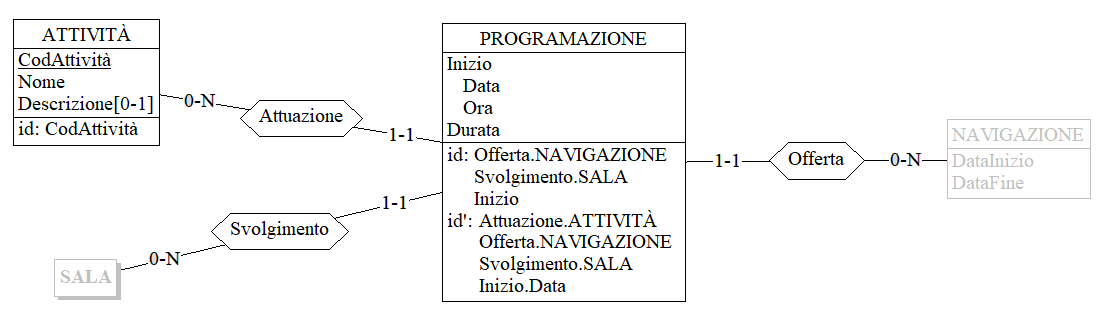 ATTIVITÀ
CodAttività
Nome
Descrizione[0-1]
id: CodAttività
0-N
Attuazione
1-1
PROGRAMAZIONE
Inizio
Data
Ora
Durata
id: Offerta.NAVIGAZIONE
Svolgimento.SALA
Inizio
id': Attuazione.ATTIVITÀ
Offerta.NAVIGAZIONE
Svolgimento.SALA
Inizio.Data
1-1
Offerta
0-N
NAVIGAZIONE
DataInizio
DataFine
1-1
Svolgimento
0-N
SALA